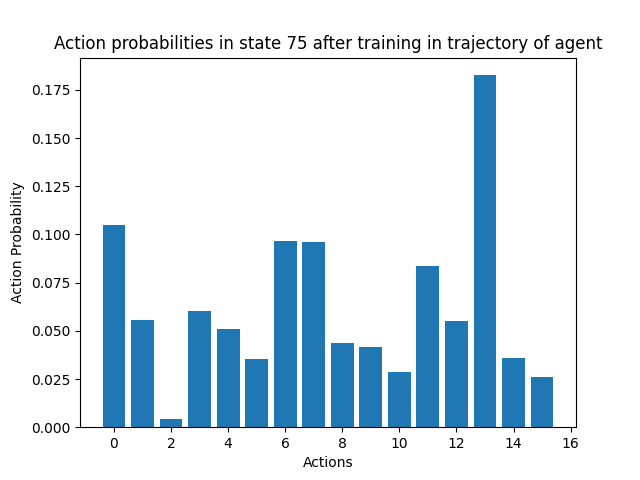 Action probabilities in state 75 after training in trajectory of agent
0.175
0.150
0.125
0.100
0.075
0.050
0.025
0.000
Action Probability
0 2 4 6 8 10 12 14 16
Actions